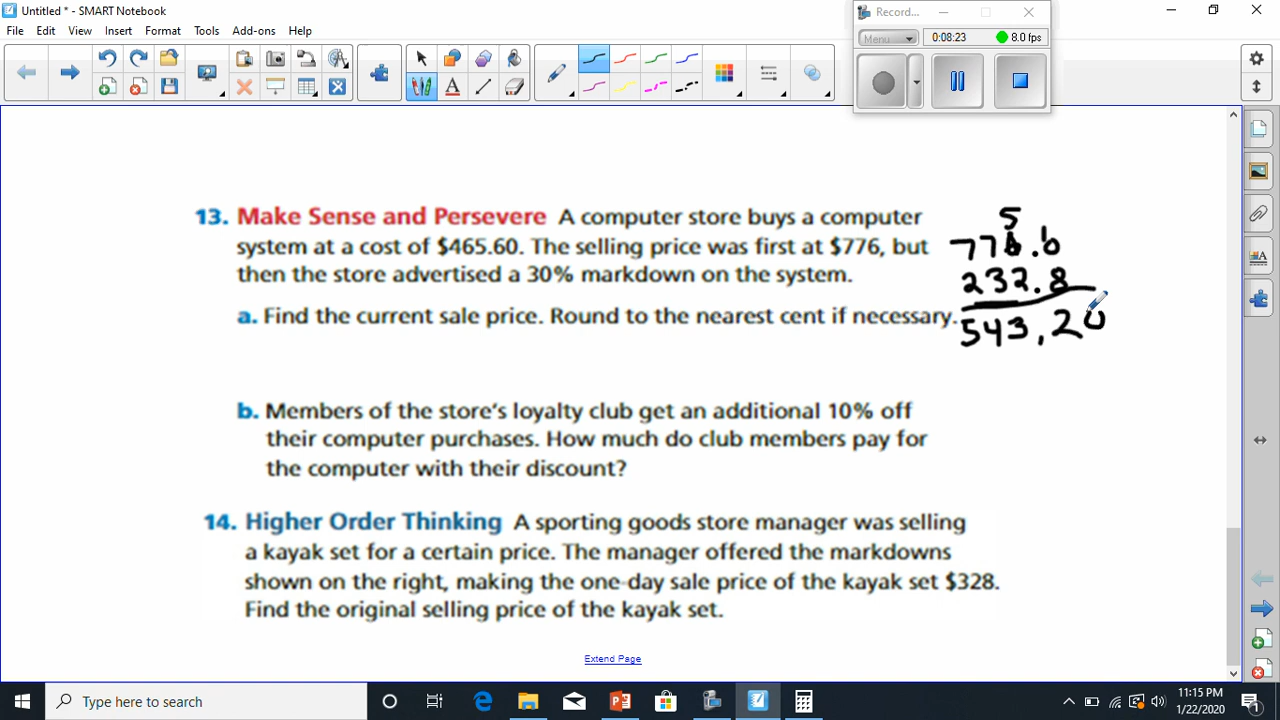 Untitled * - SMART Notebook
Record...
File Edit View Insert Format Tools Add-ons Help
Menu 0:08:23 8.0 fps
13. Make Sense and Persevere A computer store buys a computer
system at a cost of $465.60. The selling price was first at $776, but
then the store advertised a 30% markdown on the system.
a. Find the current sale price. Round to the nearest cent if necessary.
5
232.8
543.20
b. Members of the store's loyalty club get an additional 10% off
their computer purchases. How much do club members pay for
the computer with their discount?
14. Higher Order Thinking A sporting goods store manager was selling
a kayak set for a certain price. The manager offered the markdowns
shown on the right, making the one-day sale price of the kayak set $328.
Find the original selling price of the kayak set.
Extend Page
Type here to search
11:15 PM
1/22/2020